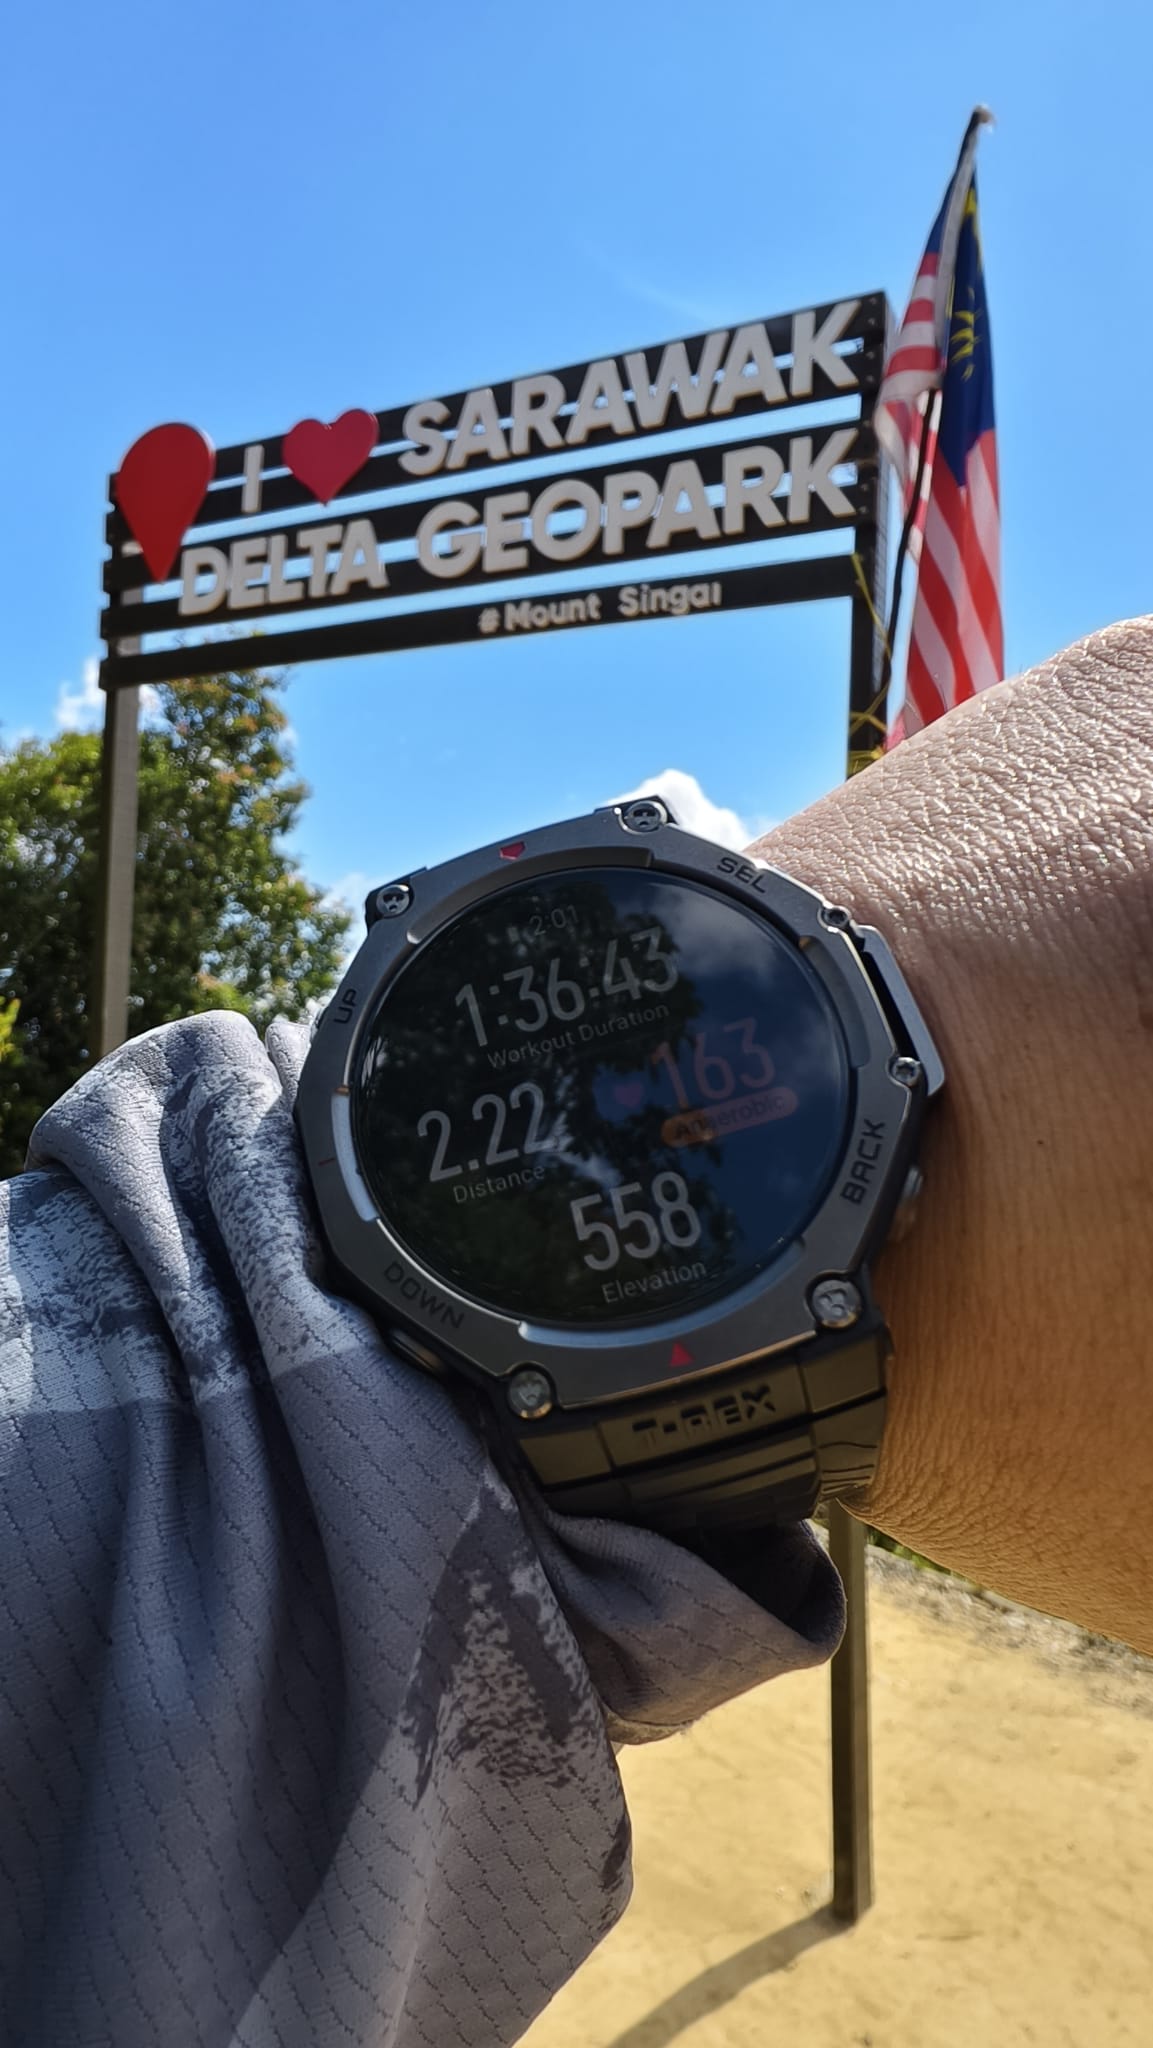 I ❤ SARAWAK
DELTA GEOPARK
#Mount Singai
SEL
2:01
UP
1:36:43
Workout Duration
163
Anaerobic
2.22
Distance
BACK
558
Elevation
DOWN
T-REX